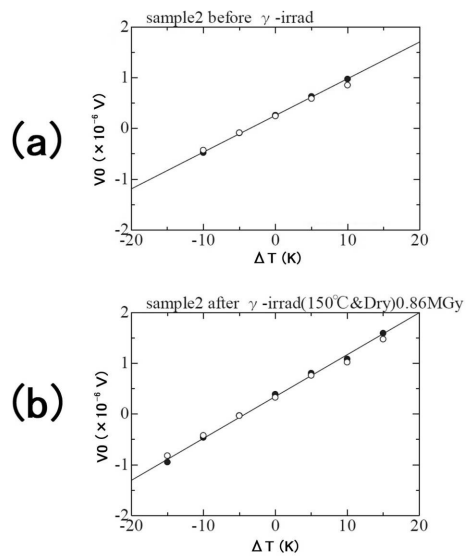 sample2 before γ-irrad
(a)
V0 (×10⁻⁶ V)
2
1
0
-1
-2
-20 -10 0 10 20
ΔT (K)
sample2 after γ-irrad(150℃&Dry)0.86MGy
(b)
V0 (×10⁻⁶ V)
2
1
0
-1
-2
-20 -10 0 10 20
ΔT (K)